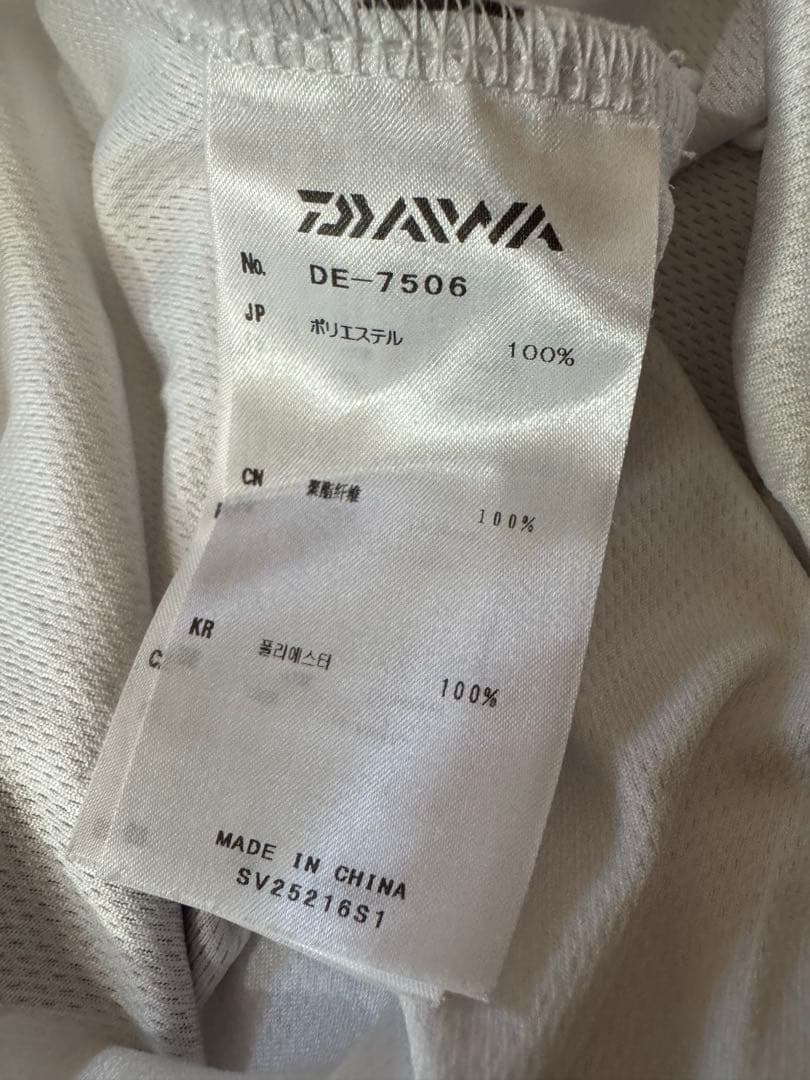 DAIWA
No. DE-7506
JP ポリエステル 100%
CN 聚酯纤维 100%
KR 폴리에스터 100%
C
MADE IN CHINA
SV25216S1